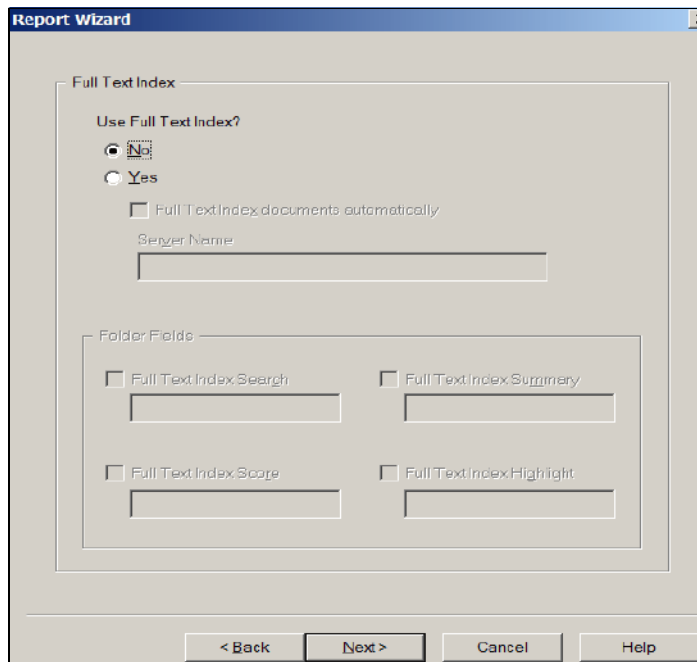 Report Wizard
Full Text Index
Use Full Text Index?
No
Yes
Full Text Index documents automatically
Server Name
Folder Fields
Full Text Index Search
Full Text Index Summary
Full Text Index Score
Full Text Index Highlight
< Back
Next >
Cancel
Help